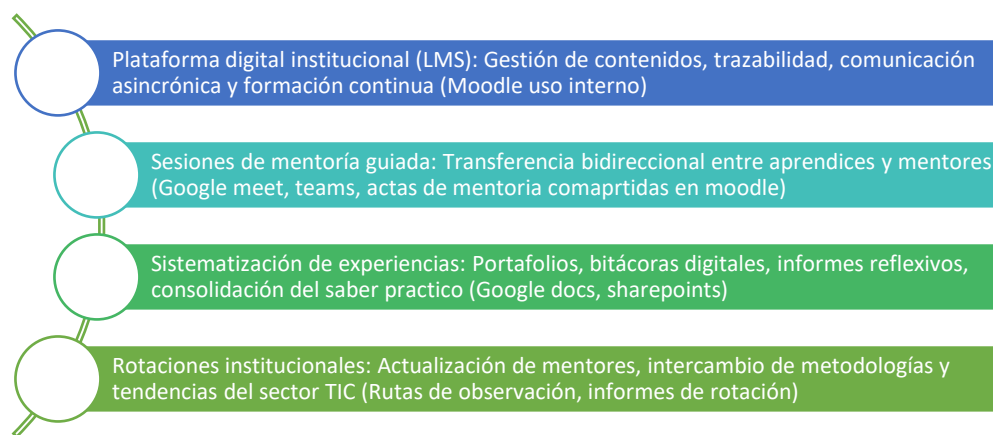 Plataforma digital institucional (LMS): Gestión de contenidos, trazabilidad, comunicación
asincrónica y formación continua (Moodle uso interno)
Sesiones de mentoría guiada: Transferencia bidireccional entre aprendices y mentores
(Google meet, teams, actas de mentoria comaprtidas en moodle)
Sistematización de experiencias: Portafolios, bitácoras digitales, informes reflexivos,
consolidación del saber practico (Google docs, sharepoints)
Rotaciones institucionales: Actualización de mentores, intercambio de metodologías y
tendencias del sector TIC (Rutas de observación, informes de rotación)